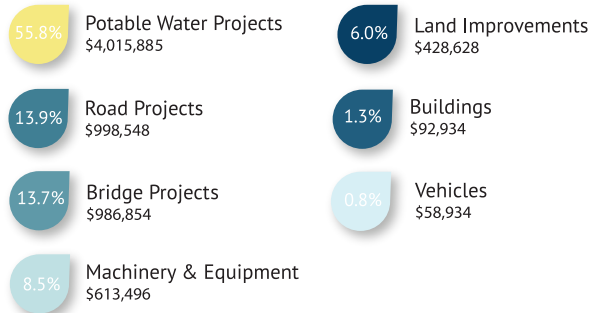 55.8%
Potable Water Projects
$4,015,885
13.9%
Road Projects
$998,548
13.7%
Bridge Projects
$986,854
8.5%
Machinery & Equipment
$613,496
6.0%
Land Improvements
$428,628
1.3%
Buildings
$92,934
0.8%
Vehicles
$58,934